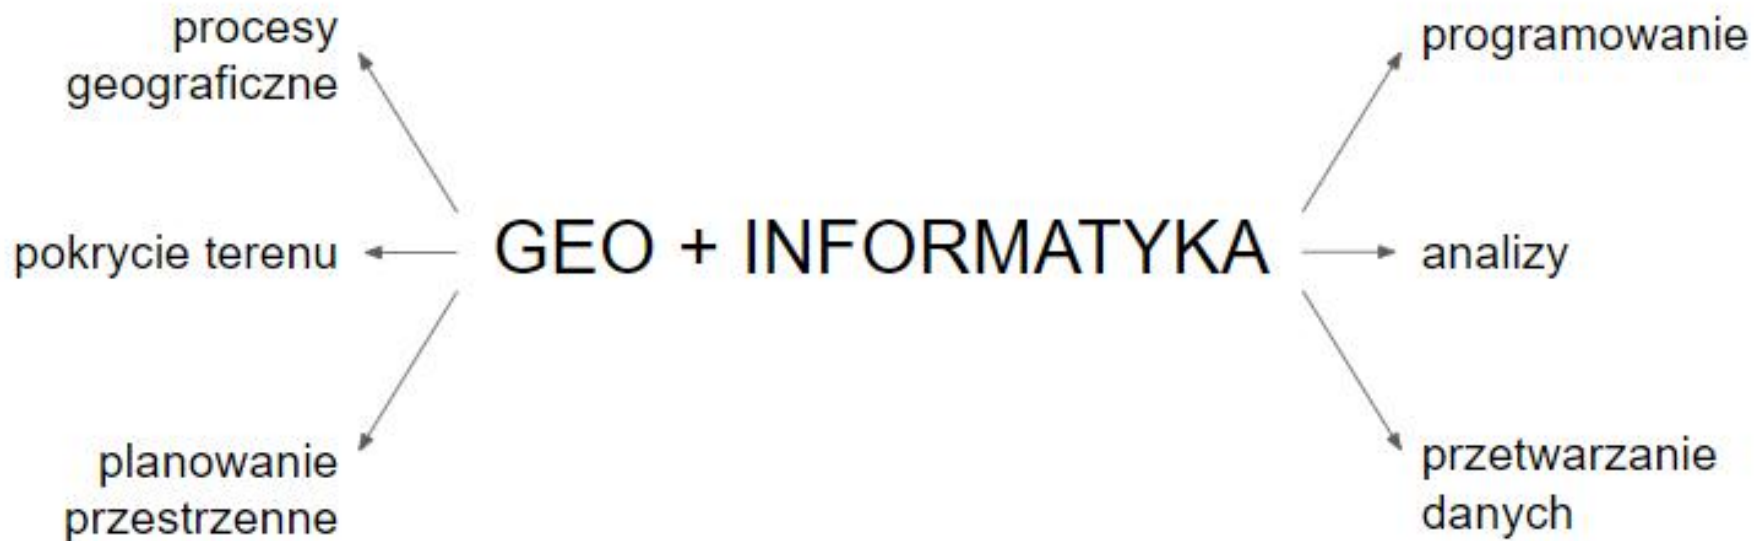 procesy
geograficzne
pokrycie terenu
planowanie
przestrzenne
GEO + INFORMATYKA
programowanie
analizy
przetwarzanie
danych